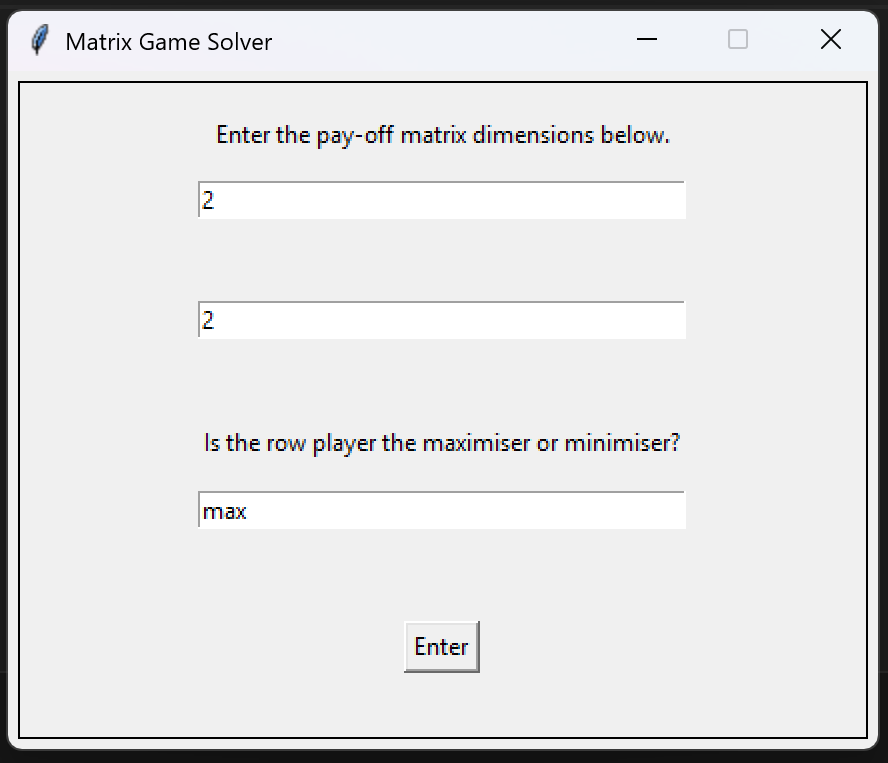 Matrix Game Solver
Enter the pay-off matrix dimensions below.
2
2
Is the row player the maximiser or minimiser?
max
Enter